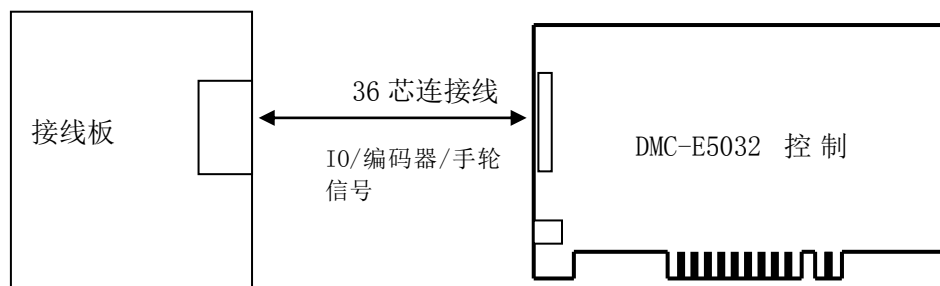 36 芯连接线
接线板
IO/编码器/手轮
信号
DMC-E5032 控 制